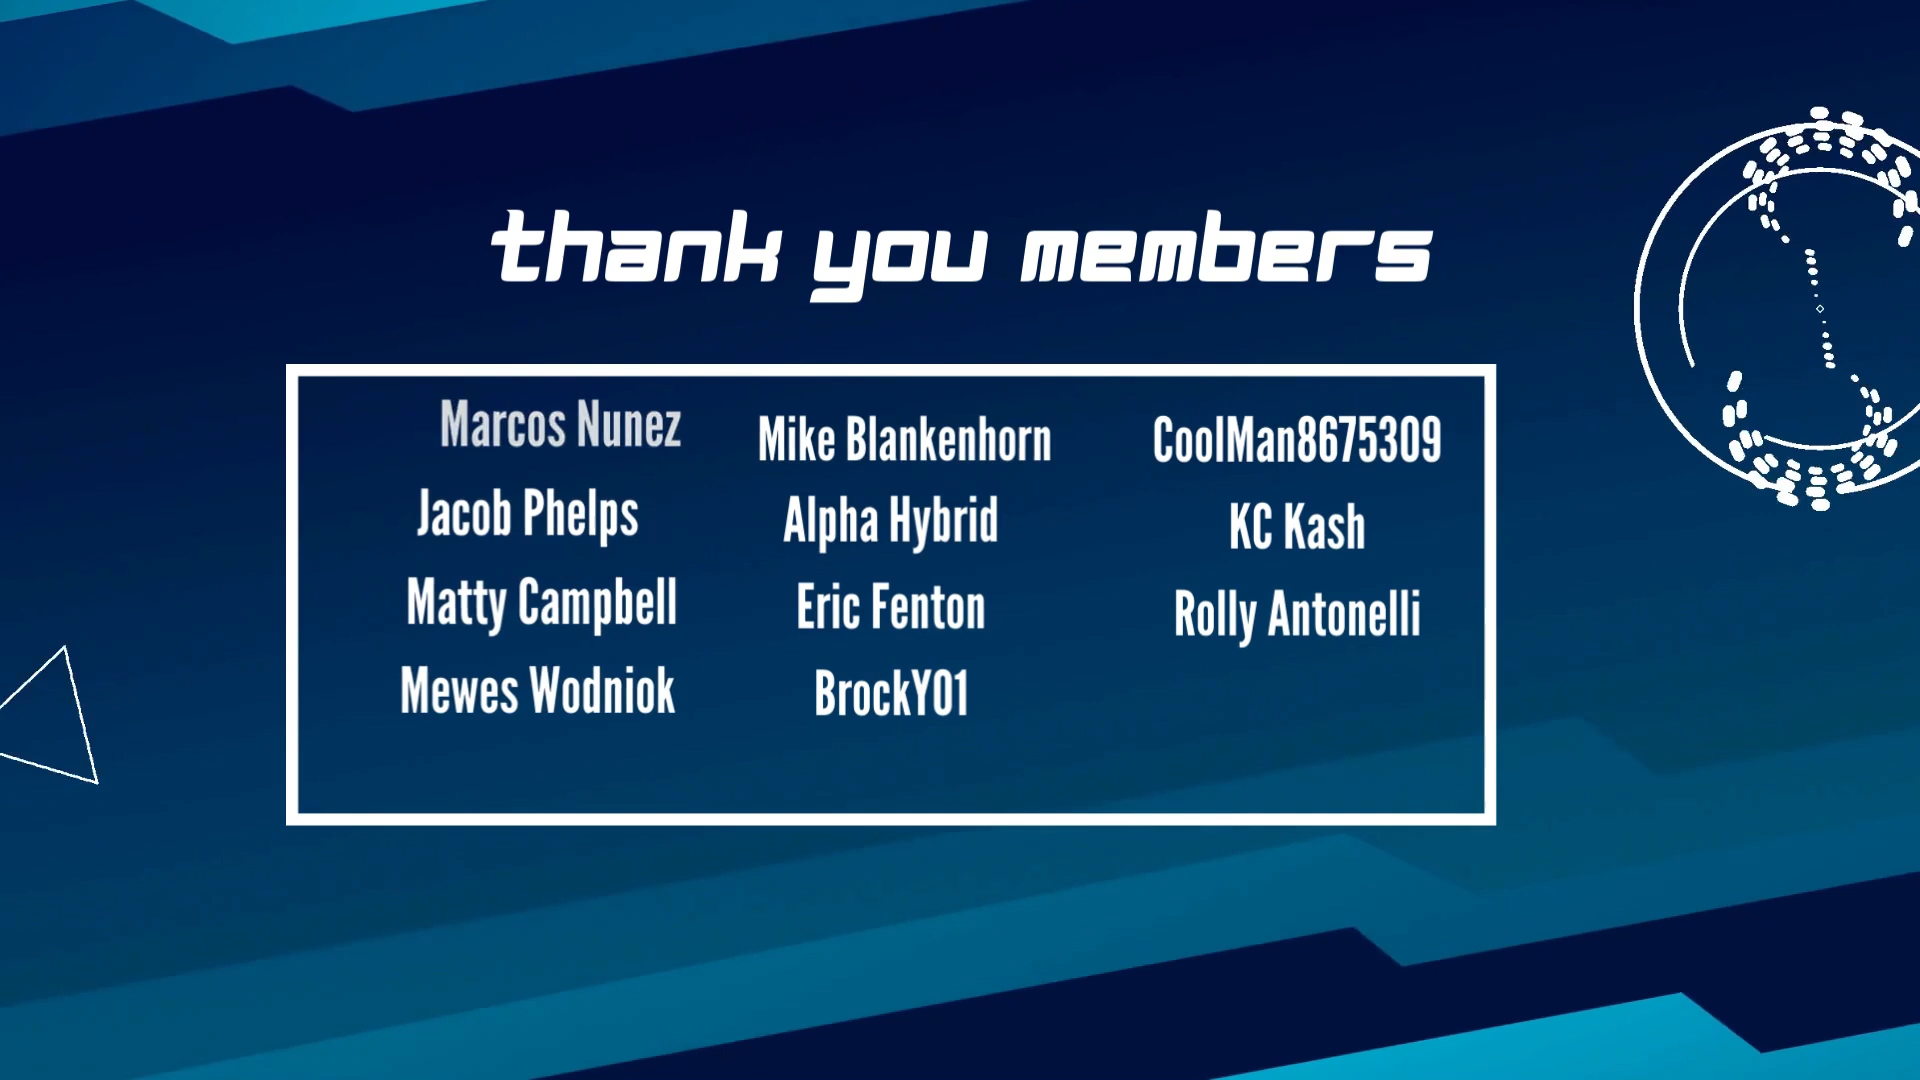 thank you members
Marcos Nunez
Jacob Phelps
Matty Campbell
Mewes Wodniok
Mike Blankenhorn
Alpha Hybrid
Eric Fenton
BrockY01
CoolMan8675309
KC Kash
Rolly Antonelli